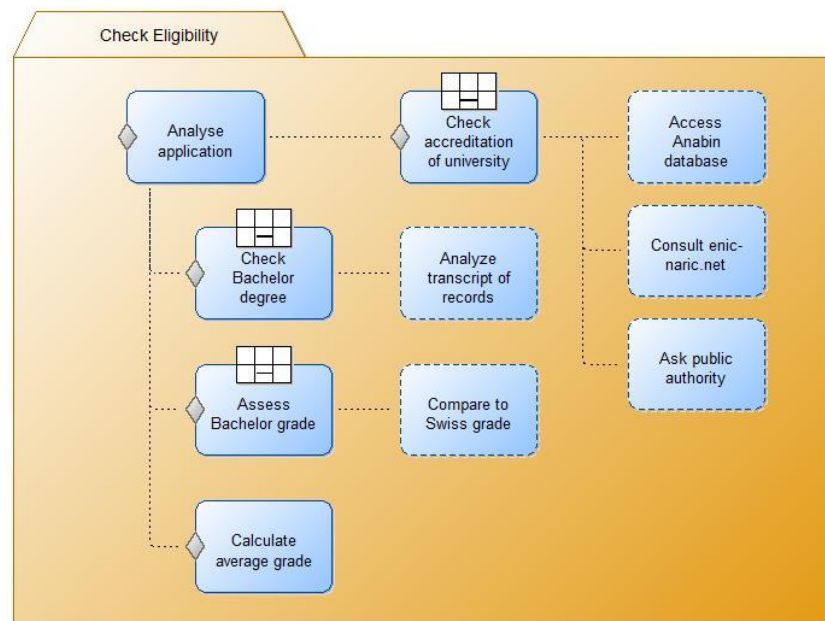 Check Eligibility
Analyse
application
Check
accreditation
of university
Access
Anabin
database
Check
Bachelor
degree
Analyze
transcript of
records
Consult enic-
naric.net
Ask public
authority
Assess
Bachelor grade
Compare to
Swiss grade
Calculate
average grade